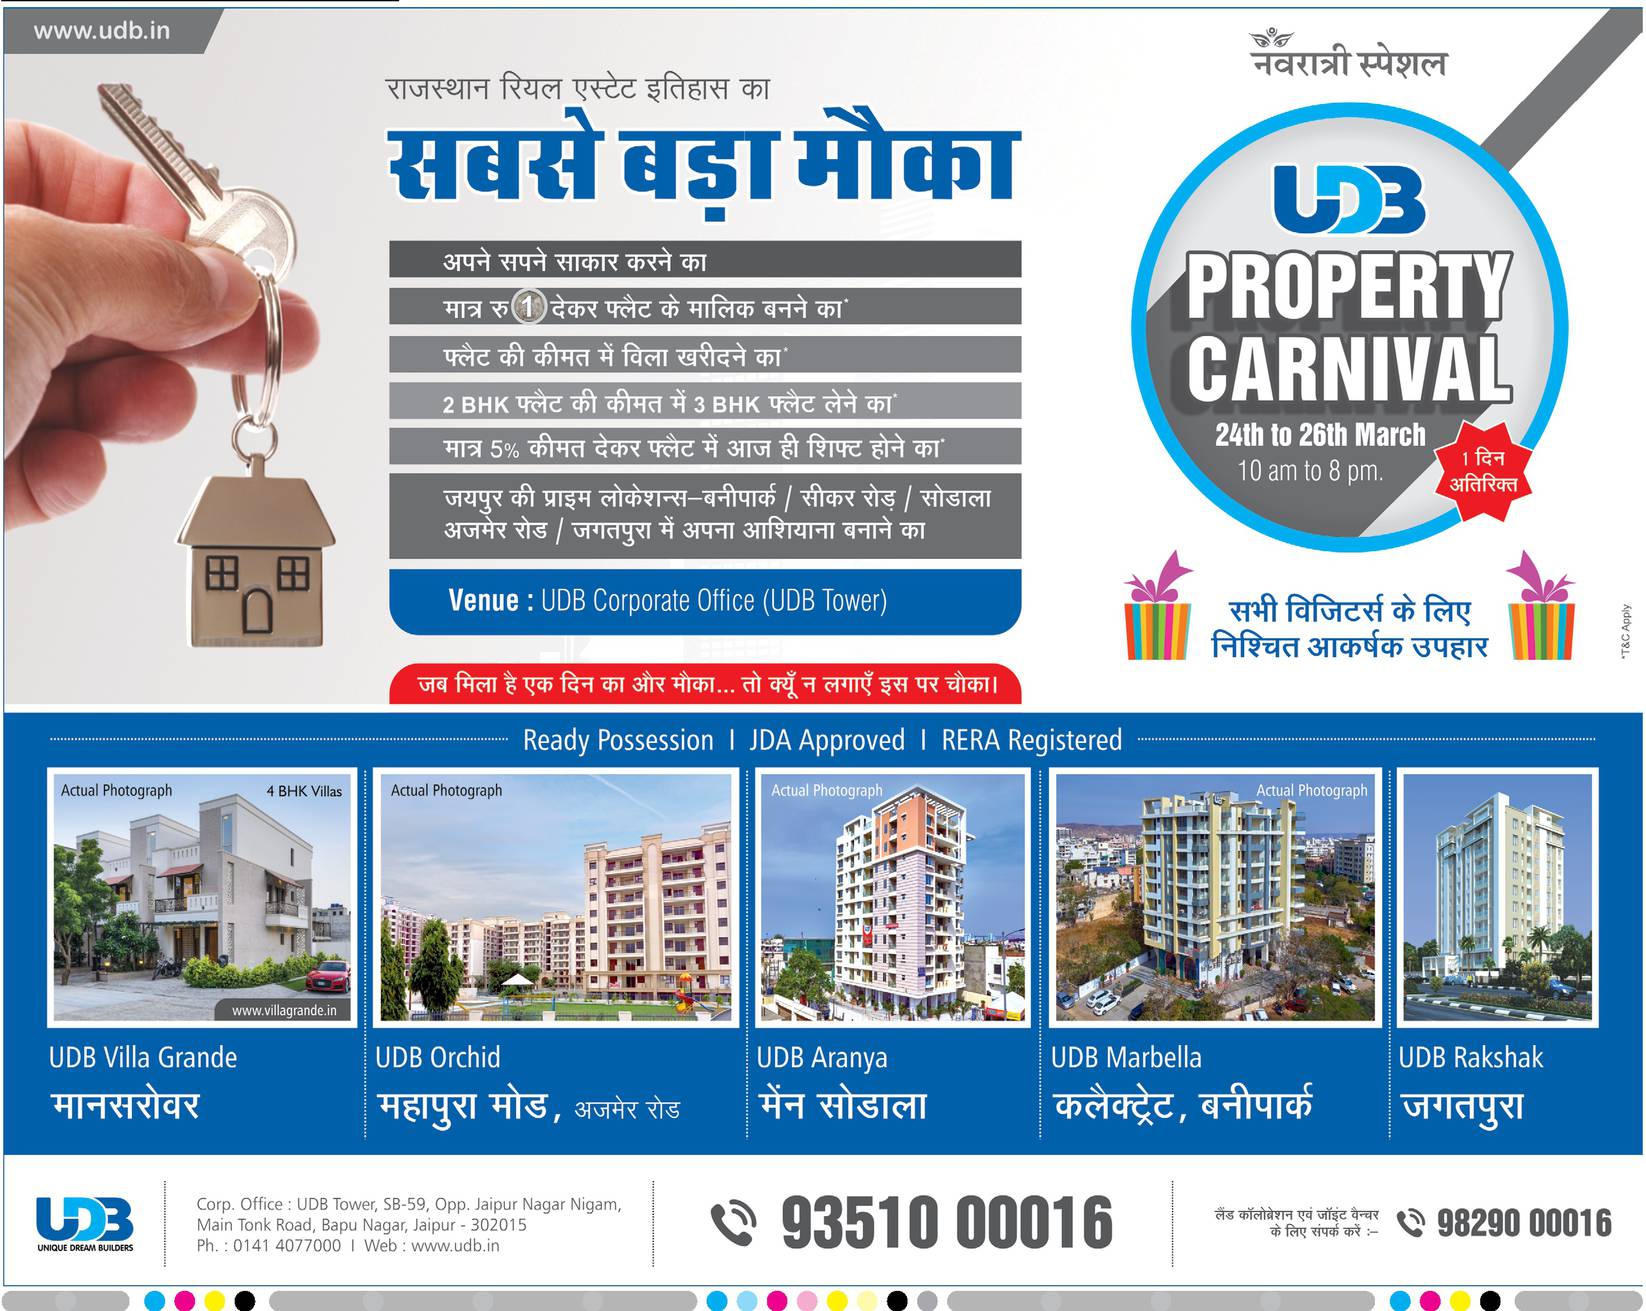 www.udb.in
राजस्थान रियल एस्टेट इतिहास का
सबसे बड़ा मौका
अपने सपने साकार करने का
मात्र रु 1 देकर फ्लैट के मालिक बनने का*
फ्लैट की कीमत में विला खरीदने का*
2 BHK फ्लैट की कीमत में 3 BHK फ्लैट लेने का*
मात्र 5% कीमत देकर फ्लैट में आज ही शिफ्ट होने का*
जयपुर की प्राइम लोकेशन्स–बनीपार्क / सीकर रोड़ / सोडाला
अजमेर रोड / जगतपुरा में अपना आशियाना बनाने का
Venue : UDB Corporate Office (UDB Tower)
जब मिला है एक दिन का और मौका... तो क्यूँ न लगाएँ इस पर चौका।
नवरात्री स्पेशल
UDB
PROPERTY
CARNIVAL
24th to 26th March
10 am to 8 pm.
1 दिन
अतिरिक्त
सभी विजिटर्स के लिए
निश्चित आकर्षक उपहार
*T&C Apply
Ready Possession I JDA Approved I RERA Registered
Actual Photograph 4 BHK Villas
www.villagrande.in
UDB Villa Grande
मानसरोवर
Actual Photograph
UDB Orchid
महापुरा मोड, अजमेर रोड
Actual Photograph
UDB Aranya
मेंन सोडाला
Actual Photograph
UDB Marbella
कलैक्ट्रेट, बनीपार्क
UDB Rakshak
जगतपुरा
UDB
UNIQUE DREAM BUILDERS
Corp. Office : UDB Tower, SB-59, Opp. Jaipur Nagar Nigam,
Main Tonk Road, Bapu Nagar, Jaipur - 302015
Ph. : 0141 4077000 I Web : www.udb.in
93510 00016
लैंड कॉलोब्रेशन एवं जॉइंट वैन्चर
के लिए संपर्क करें :–
98290 00016